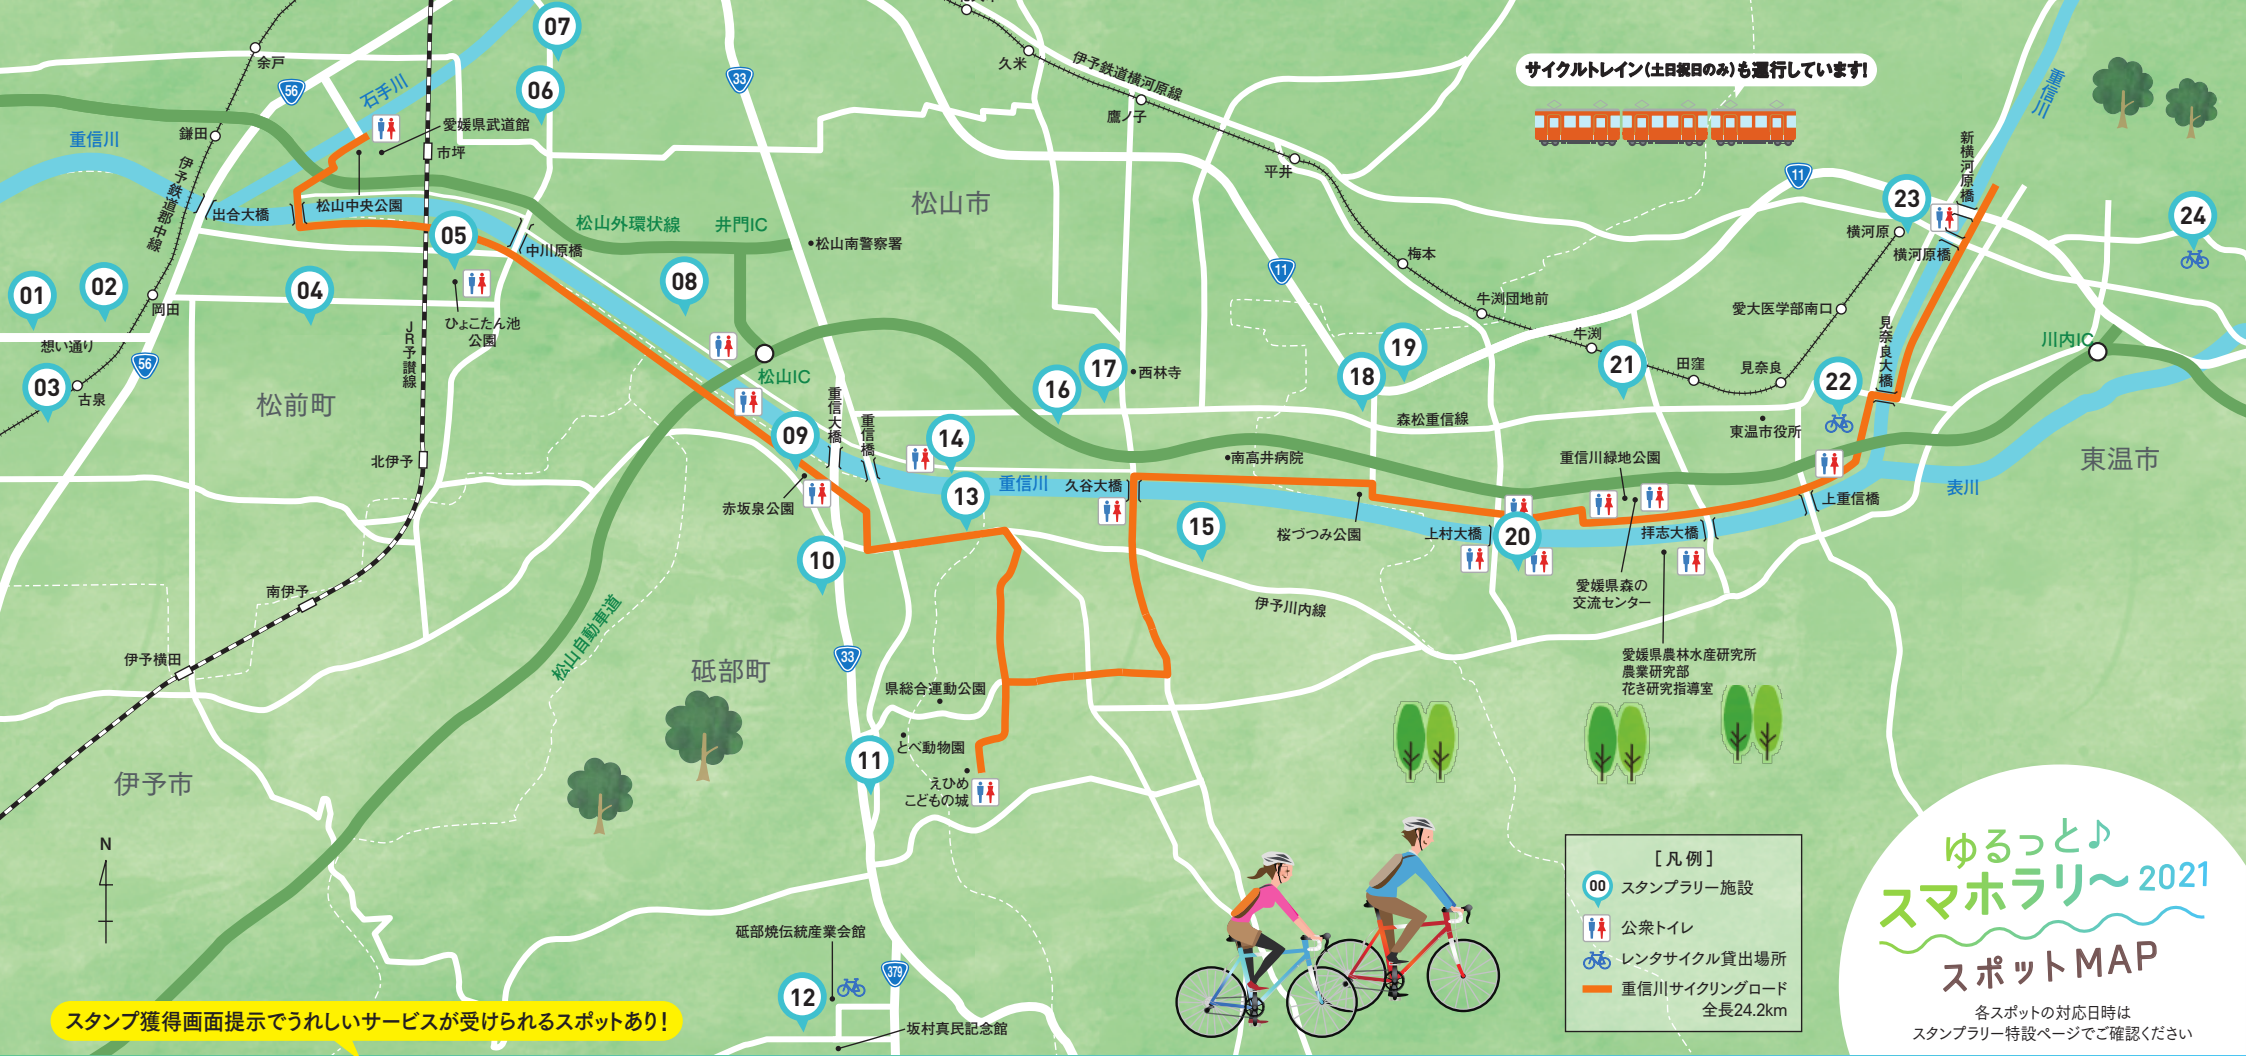 07
06
余戸
56
石手川
33
久米
伊予鉄道横河原線
鷹ノ子
平井
サイクルトレイン(土日祝日のみ)も運行しています!
重信川
新横河原橋
11
重信川
鎌田
愛媛県武道館
市坪
伊予鉄道郡中線
出合大橋
松山中央公園
05
中川原橋
松山外環状線
井門IC
松山南警察署
松山市
23
横河原
横河原橋
24
01
02
04
岡田
08
11
梅本
牛渕団地前
牛渕
愛大医学部南口
見奈良大橋
川内IC
想い通り
56
03
古泉
JR予讃線
ひょこたん池
公園
松山IC
松前町
16
17
西林寺
18
19
21
田窪
見奈良
22
東温市役所
東温市
北伊予
09
重信大橋
重信橋
14
13
重信川
久谷大橋
森松重信線
南高井病院
重信川緑地公園
表川
上重信橋
赤坂泉公園
10
15
桜づつみ公園
上村大橋
20
拝志大橋
愛媛県森の
交流センター
南伊予
伊予横田
松山自動車道
伊予川内線
33
砥部町
県総合運動公園
とべ動物園
11
えひめ
こどもの城
愛媛県農林水産研究所
農業研究部
花き研究指導室
伊予市
N
砥部焼伝統産業会館
12
379
坂村真民記念館
スタンプ獲得画面提示でうれしいサービスが受けられるスポットあり!
[凡例]
00 スタンプラリー施設
公衆トイレ
レンタサイクル貸出場所
重信川サイクリングロード
全長24.2km
ゆるっと♪
スマホラリ〜2021
スポットMAP
各スポットの対応日時は
スタンプラリー特設ページでご確認ください